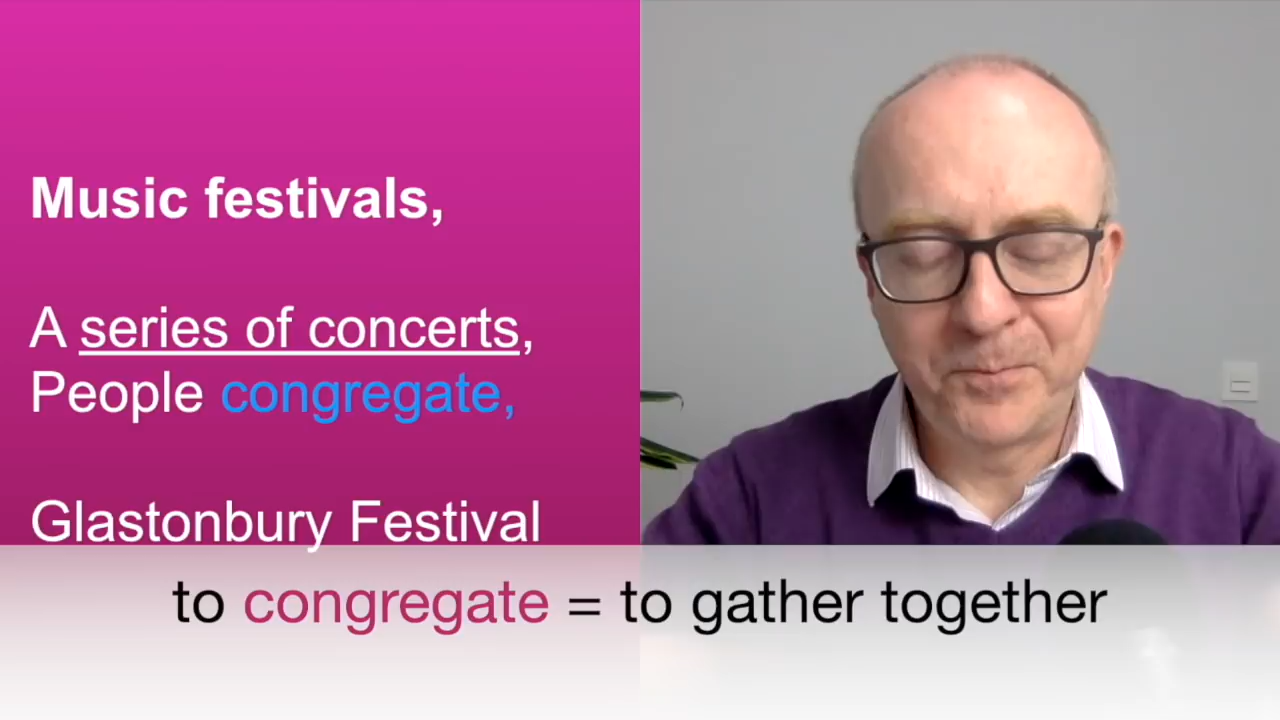 Music festivals,
A series of concerts,
People congregate,
Glastonbury Festival
to congregate = to gather together